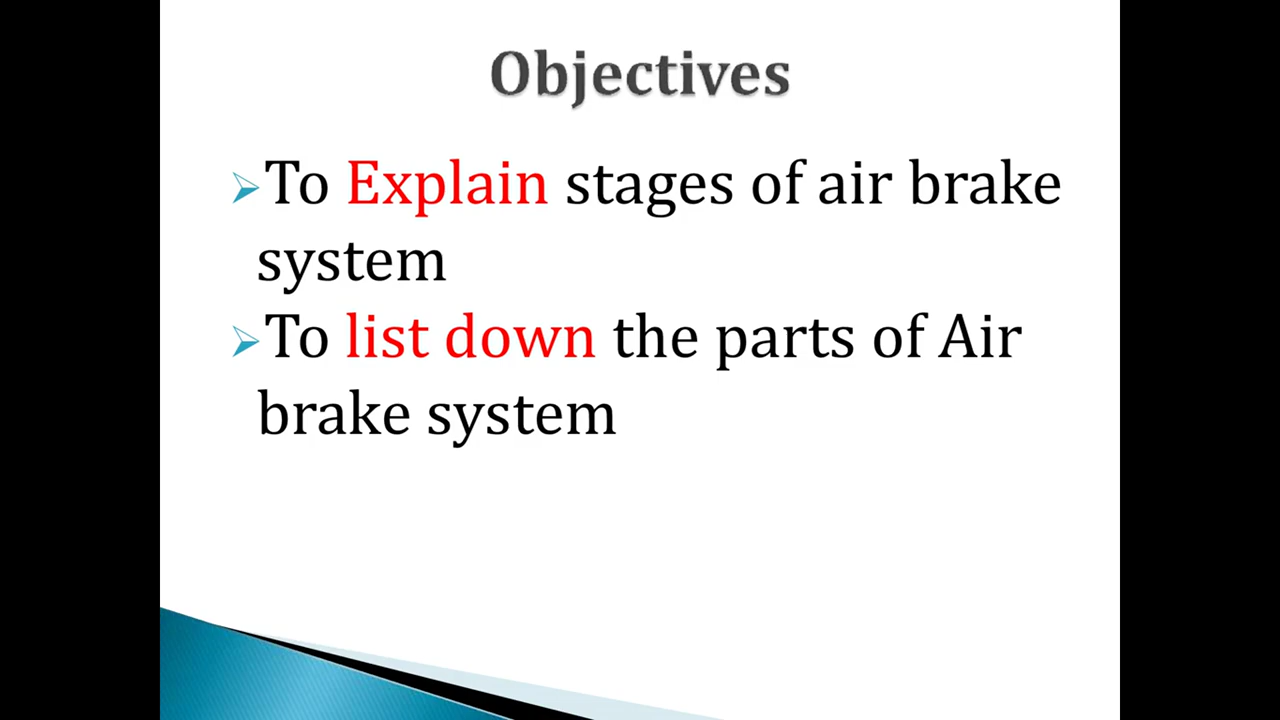 Objectives
To Explain stages of air brake
system
To list down the parts of Air
brake system